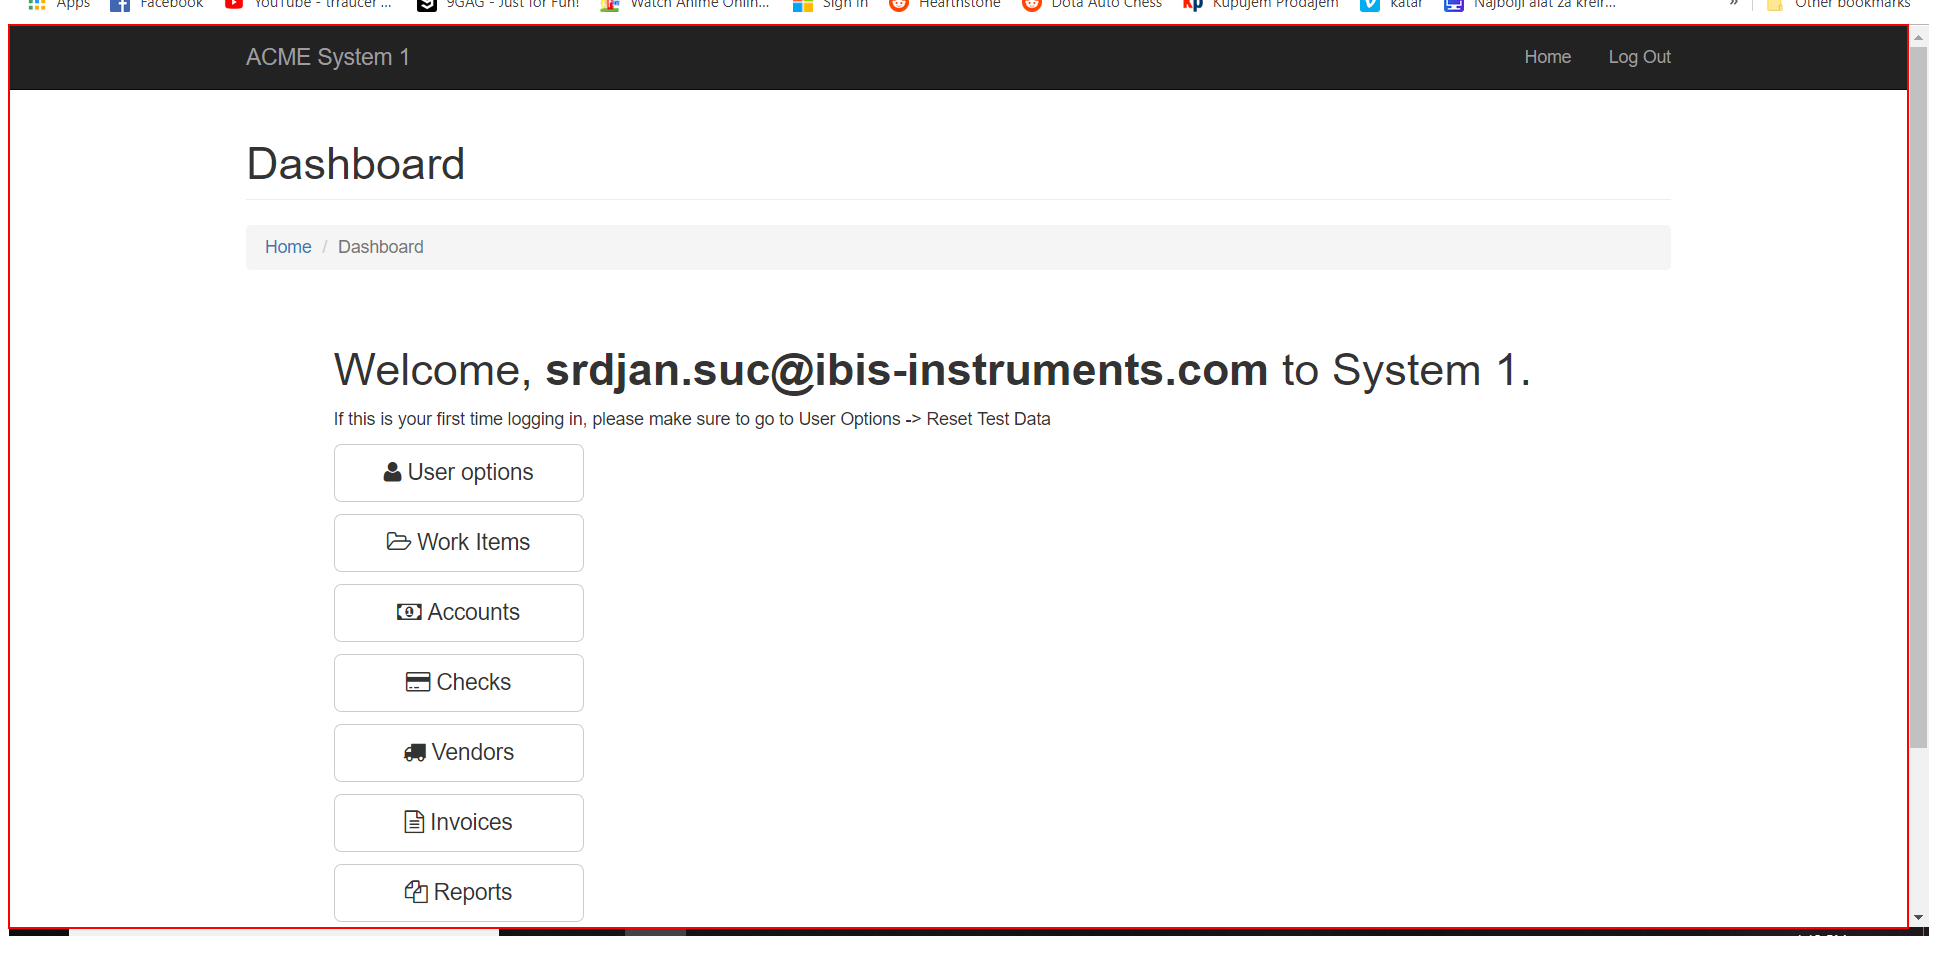 Apps Facebook YouTube - trraucer ... 9GAG - Just for Fun! Watch Anime Onlin... Sign In Hearthstone Dota Auto Chess Kupujem Prodajem katar Najbolji alat za kreir... » Other bookmarks
ACME System 1 Home Log Out
Dashboard
Home / Dashboard
Welcome, srdjan.suc@ibis-instruments.com to System 1.
If this is your first time logging in, please make sure to go to User Options -> Reset Test Data
User options
Work Items
Accounts
Checks
Vendors
Invoices
Reports